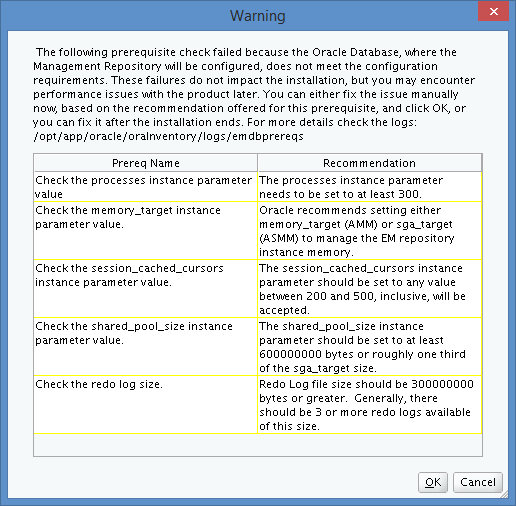 Warning
The following prerequisite check failed because the Oracle Database, where the
Management Repository will be configured, does not meet the configuration
requirements. These failures do not impact the installation, but you may encounter
performance issues with the product later. You can either fix the issue manually
now, based on the recommendation offered for this prerequisite, and click OK, or
you can fix it after the installation ends. For more details check the logs:
/opt/app/oracle/oraInventory/logs/emdbprereqs
Prereq Name
Recommendation
Check the processes instance parameter
value
The processes instance parameter
needs to be set to at least 300.
Check the memory_target instance
parameter value.
Oracle recommends setting either
memory_target (AMM) or sga_target
(ASMM) to manage the EM repository
instance memory.
Check the session_cached_cursors
instance parameter value.
The session_cached_cursors instance
parameter should be set to any value
between 200 and 500, inclusive, will be
accepted.
Check the shared_pool_size instance
parameter value.
The shared_pool_size instance
parameter should be set to at least
600000000 bytes or roughly one third
of the sga_target size.
Check the redo log size.
Redo Log file size should be 300000000
bytes or greater. Generally, there
should be 3 or more redo logs available
of this size.
OK
Cancel